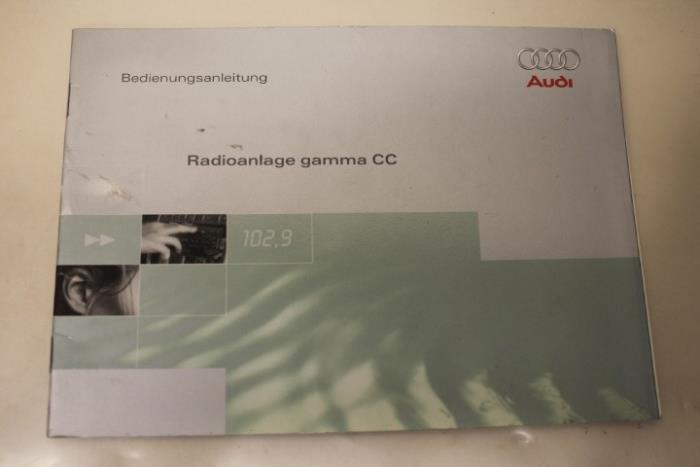 Bedienungsanleitung
Audi
Radioanlage gamma CC
102,9